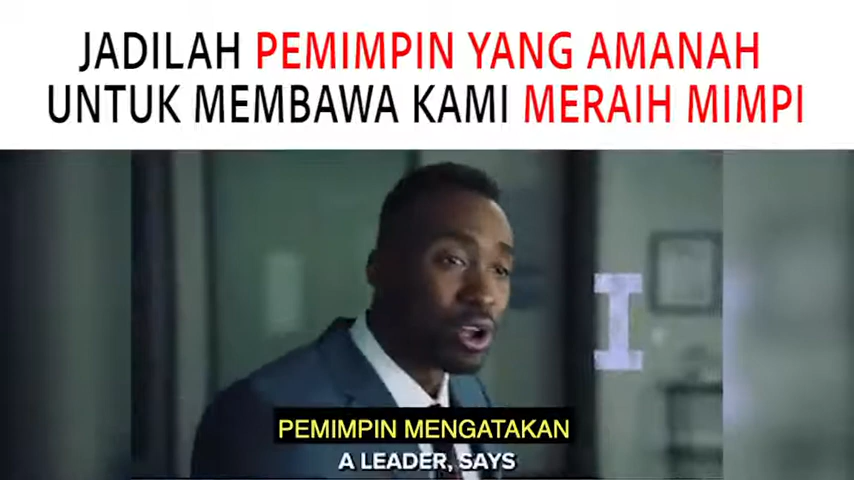 JADILAH PEMIMPIN YANG AMANAH
UNTUK MEMBAWA KAMI MERAIH MIMPI
I
PEMIMPIN MENGATAKAN
A LEADER, SAYS